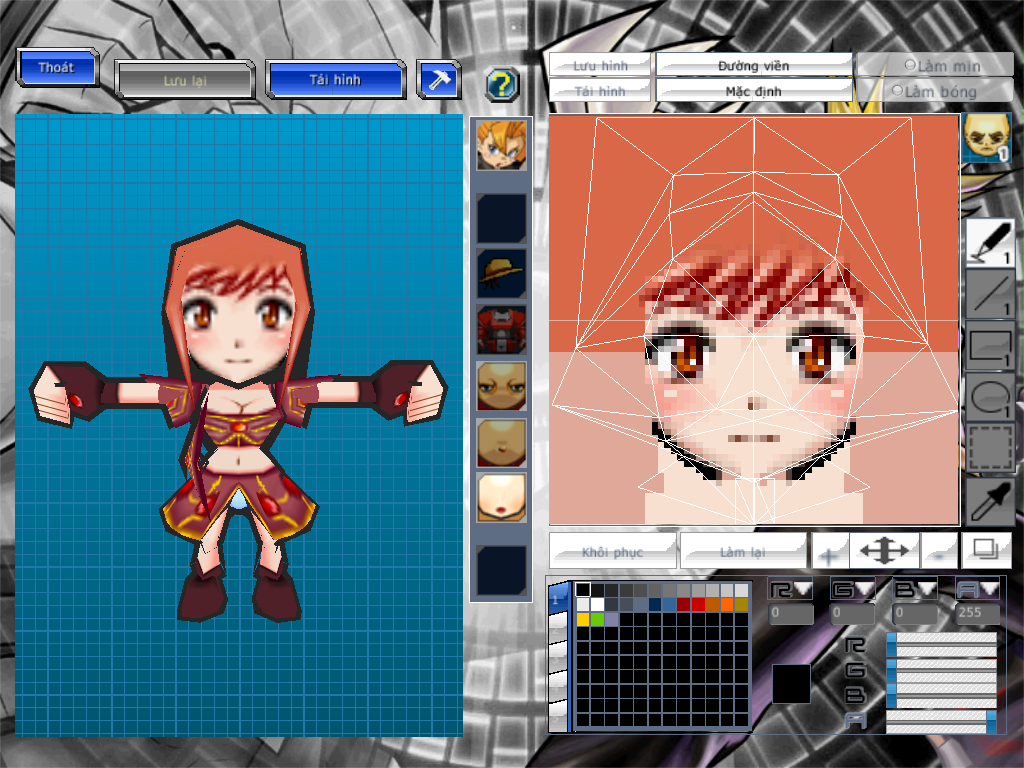 Thoát
Lưu lại
Tải hình
?
Lưu hình
Đường viền
Làm mịn
Tải hình
Mặc định
Làm bóng
1
1
1
1
1
Khôi phục
Làm lại
+
-
1
R
G
B
A
0
0
0
255
R
G
B
A